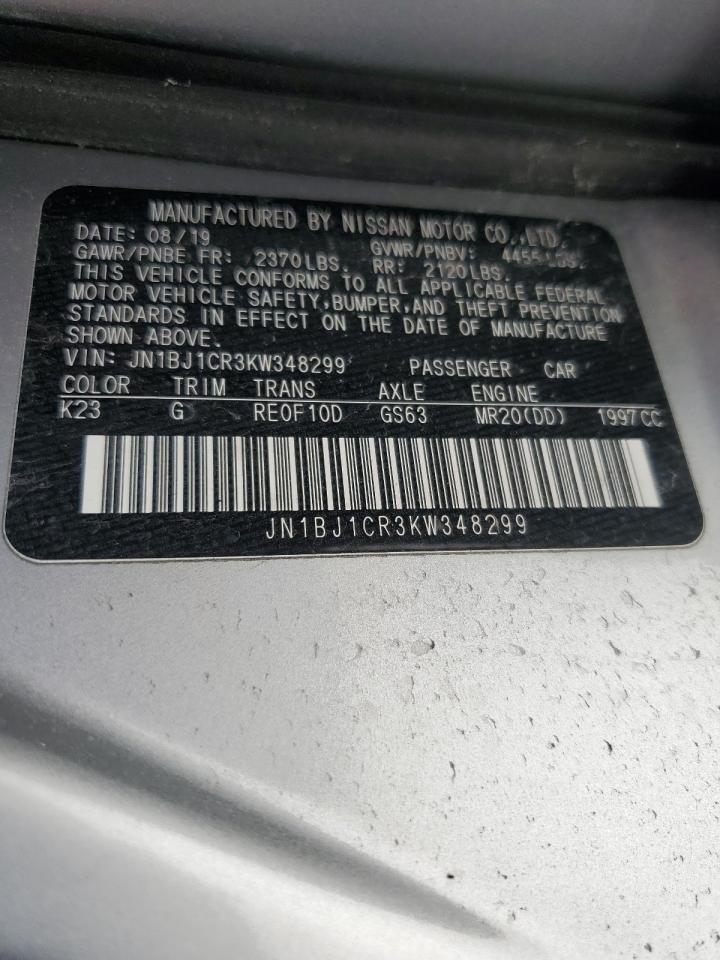 MANUFACTURED BY NISSAN MOTOR CO.,LTD.
DATE: 08/19 GVWR/PNBV: 4455 LBS.
GAWR/PNBE FR: 2370LBS. RR: 2120LBS.
THIS VEHICLE CONFORMS TO ALL APPLICABLE FEDERAL
MOTOR VEHICLE SAFETY,BUMPER,AND THEFT PREVENTION
STANDARDS IN EFFECT ON THE DATE OF MANUFACTURE
SHOWN ABOVE.
VIN: JN1BJ1CR3KW348299 PASSENGER CAR
COLOR TRIM TRANS AXLE ENGINE
K23 G RE0F10D GS63 MR20(DD) 1997CC
JN1BJ1CR3KW348299